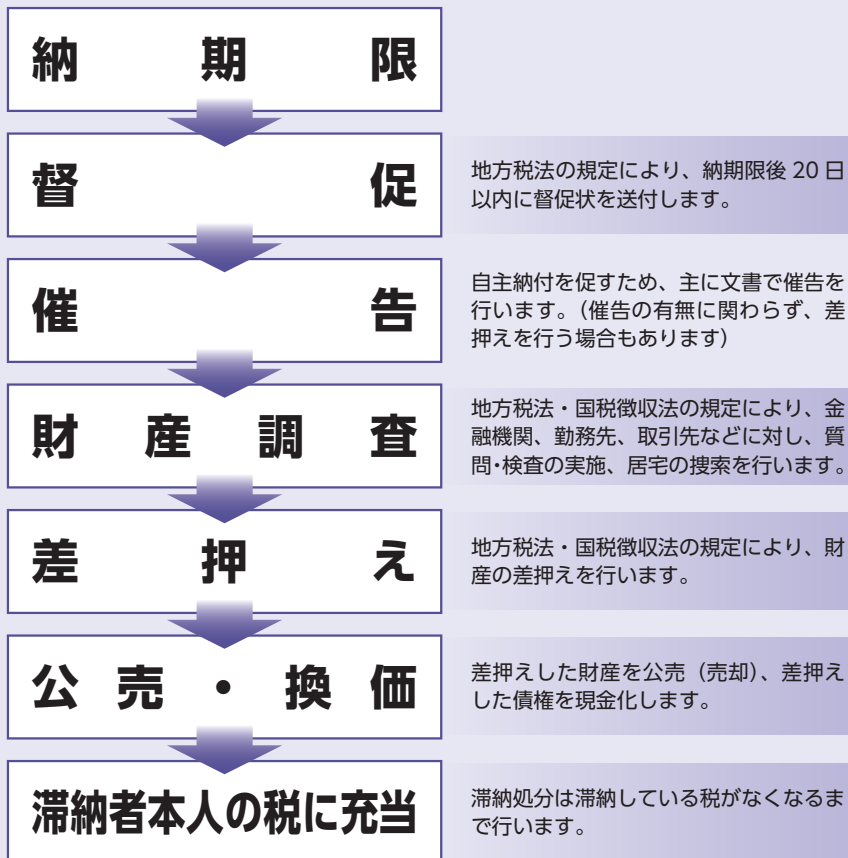 納期限
督促
地方税法の規定により、納期限後 20 日
以内に督促状を送付します。
催告
自主納付を促すため、主に文書で催告を
行います。（催告の有無に関わらず、差
押えを行う場合もあります）
財産調査
地方税法・国税徴収法の規定により、金
融機関、勤務先、取引先などに対し、質
問・検査の実施、居宅の捜索を行います。
差押え
地方税法・国税徴収法の規定により、財
産の差押えを行います。
公売・換価
差押えした財産を公売（売却）、差押え
した債権を現金化します。
滞納者本人の税に充当
滞納処分は滞納している税がなくなるま
で行います。